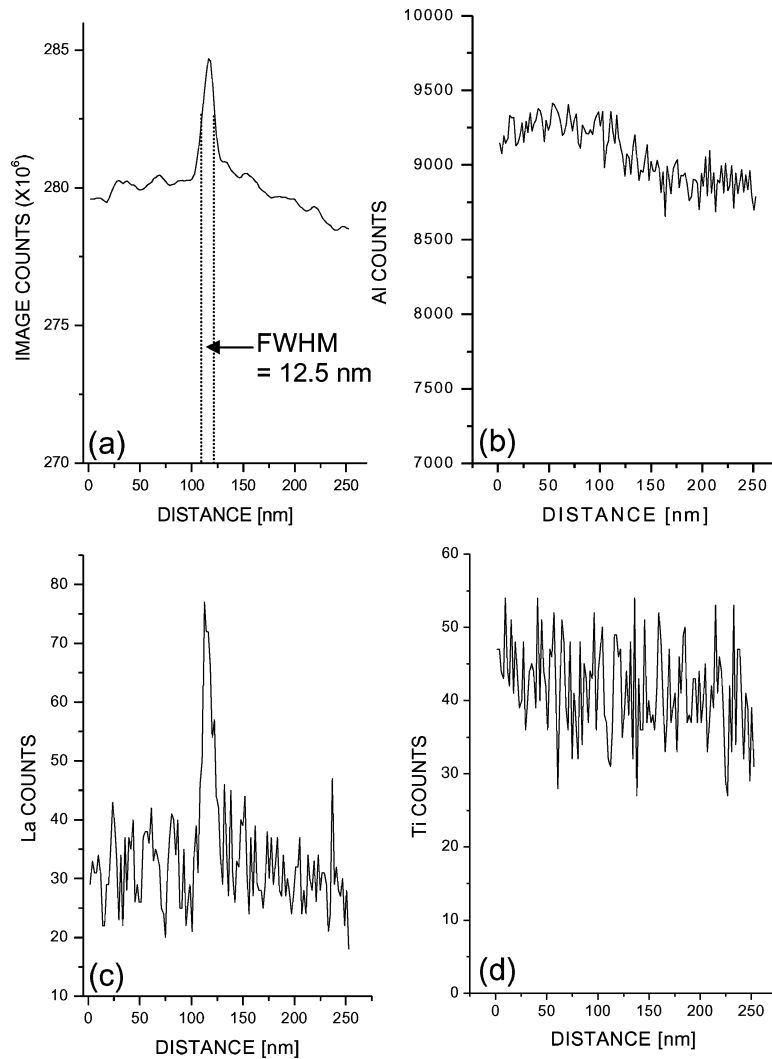 285
280
275
270
IMAGE COUNTS (X10⁶)
FWHM
= 12.5 nm
(a)
0 50 100 150 200 250
DISTANCE [nm]
10000
9500
9000
8500
8000
7500
7000
Al COUNTS
(b)
0 50 100 150 200 250
DISTANCE [nm]
80
70
60
50
40
30
20
10
La COUNTS
(c)
0 50 100 150 200 250
DISTANCE [nm]
60
50
40
30
20
10
0
Ti COUNTS
(d)
0 50 100 150 200 250
DISTANCE [nm]